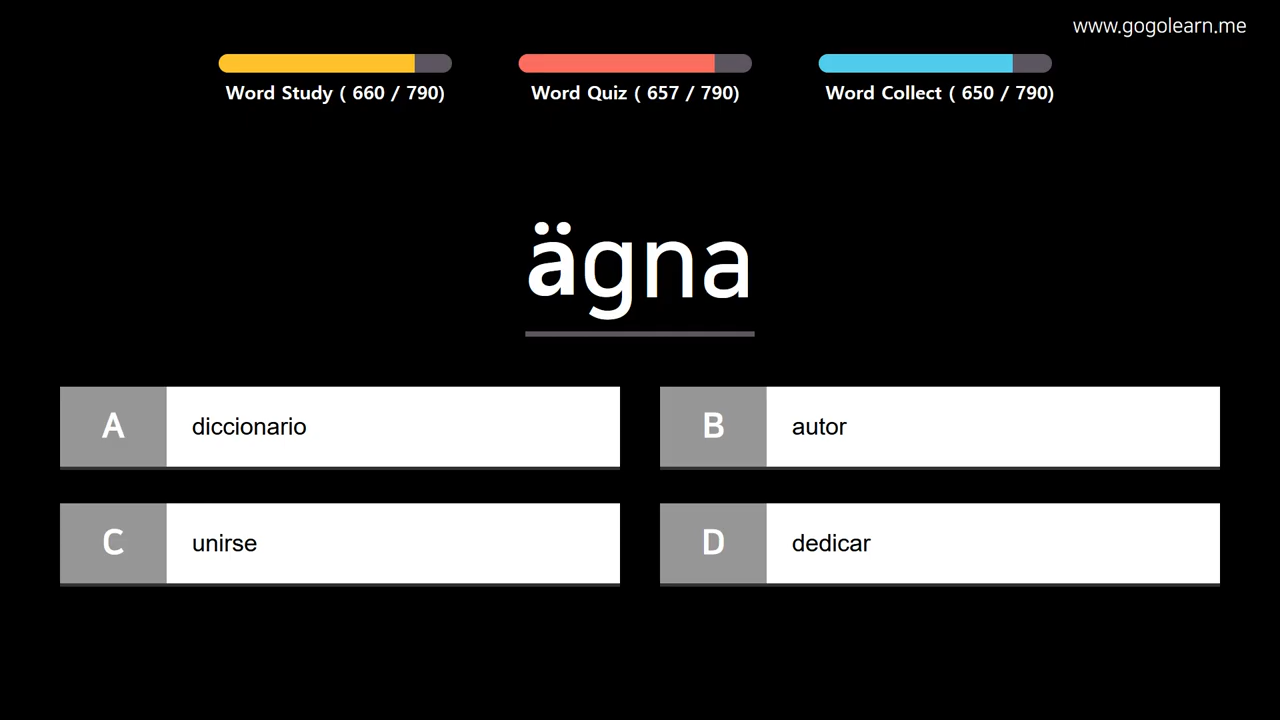 www.gogolearn.me
Word Study ( 660 / 790)
Word Quiz ( 657 / 790)
Word Collect ( 650 / 790)
ägna
A
diccionario
B
autor
C
unirse
D
dedicar